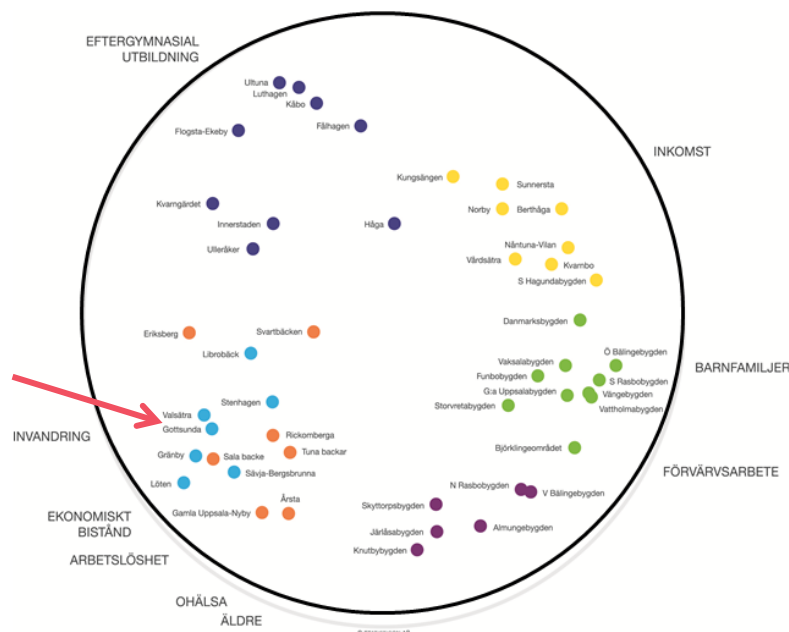 EFTERGYMNASIAL
UTBILDNING
Ultuna
Luthagen
Kåbo
Flogsta-Ekeby
Fålhagen
INKOMST
Kungsängen
Sunnersta
Kvarngärdet
Norby
Berthåga
Innerstaden
Håga
Ulleråker
Nåntuna-Vilan
Vårdsätra
Kvarnbo
S Hagundabygden
Danmarksbygden
Eriksberg
Svartbäcken
Librobäck
Ö Bälingebygden
Vaksalabygden
BARNFAMILJER
Funbobygden
S Rasbobygden
G:a Uppsalabygden
Vängebygden
Stenhagen
Storvretabygden
Vattholmabygden
Valsätra
Gottsunda
INVANDRING
Rickomberga
Björklingeområdet
Gränby
Sala backe
Tuna backar
Sävja-Bergsbrunna
FÖRVÄRVSARBETE
Löten
N Rasbobygden
V Bälingebygden
Årsta
Skyttorpsbygden
EKONOMISKT
BISTÅND
Gamla Uppsala-Nyby
Almungebygden
Järlåsabygden
Knutbybygden
ARBETSLÖSHET
OHÄLSA
ÄLDRE